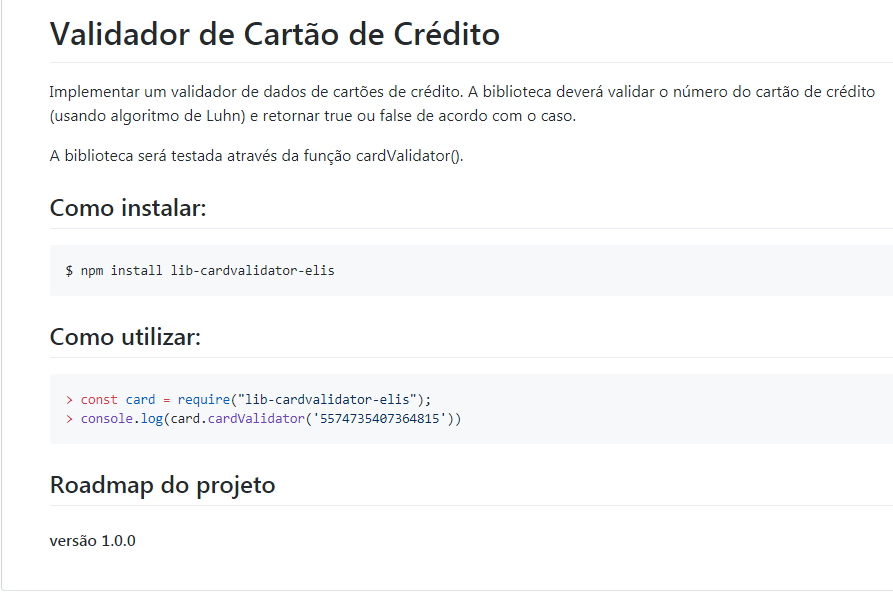 Validador de Cartão de Crédito
Implementar um validador de dados de cartões de crédito. A biblioteca deverá validar o número do cartão de crédito
(usando algoritmo de Luhn) e retornar true ou false de acordo com o caso.
A biblioteca será testada através da função cardValidator().
Como instalar:
$ npm install lib-cardvalidator-elis
Como utilizar:
> const card = require("lib-cardvalidator-elis");
> console.log(card.cardValidator('5574735407364815'))
Roadmap do projeto
versão 1.0.0